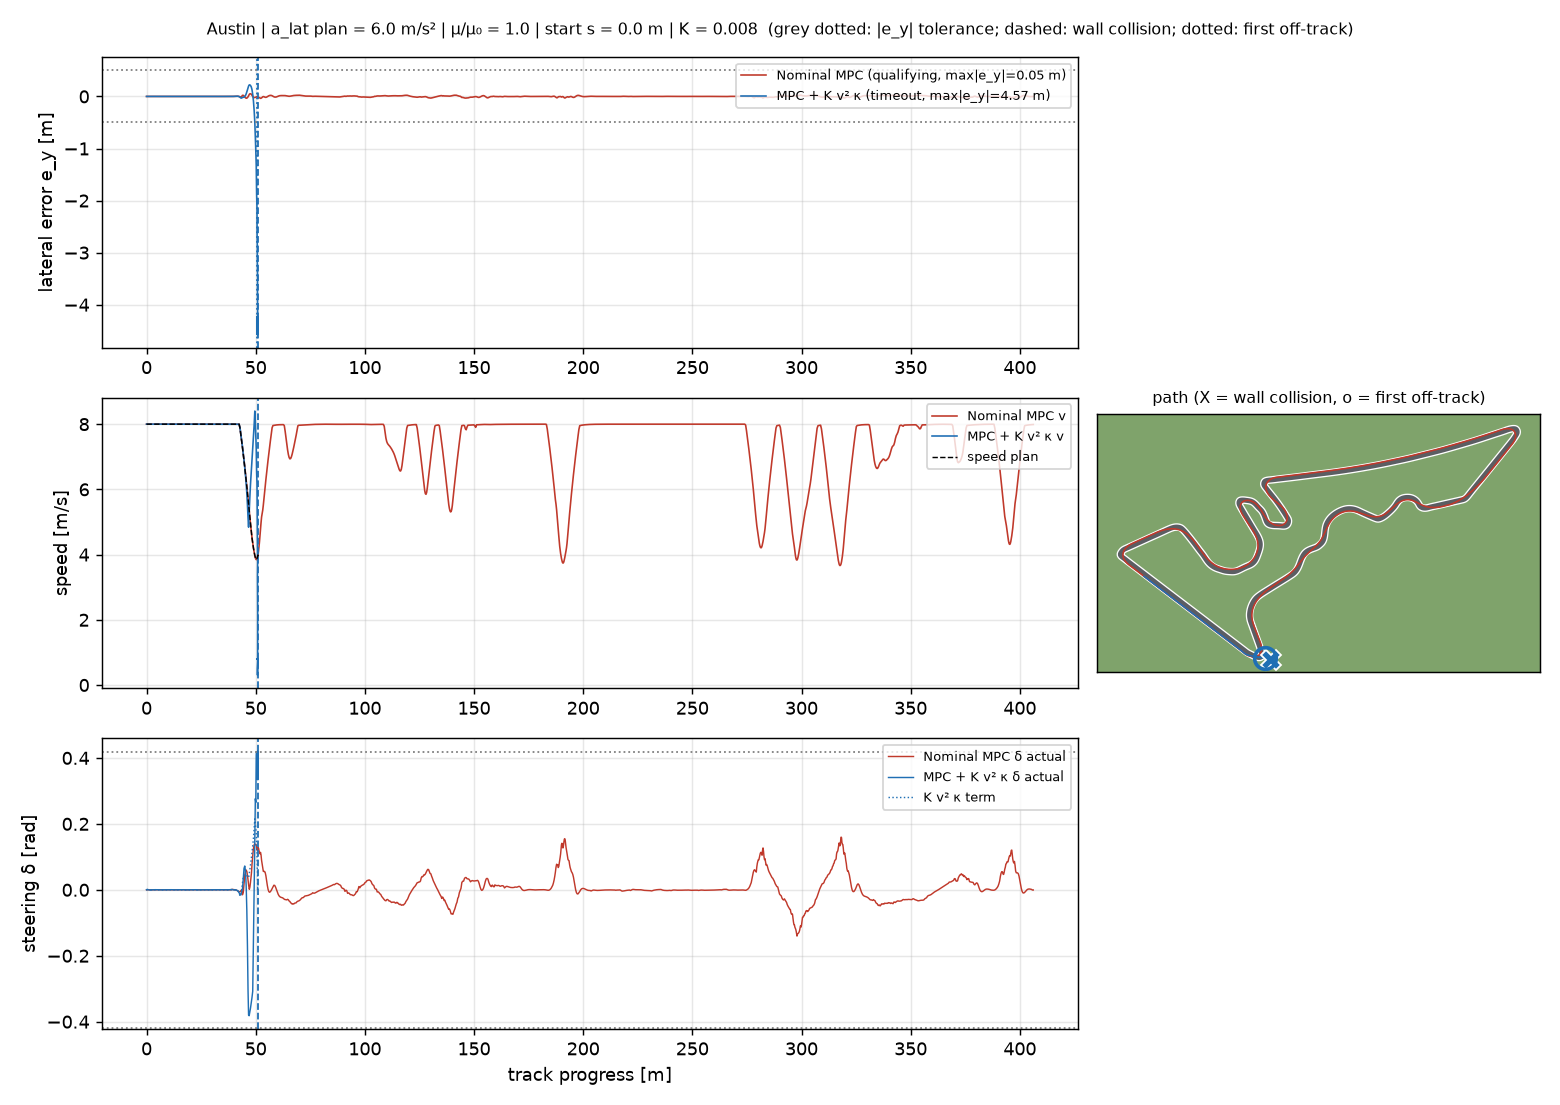 Austin | a_lat plan = 6.0 m/s² | μ/μ₀ = 1.0 | start s = 0.0 m | K = 0.008  (grey dotted: |e_y| tolerance; dashed: wall collision; dotted: first off-track)
lateral error e_y [m]
0
−1
−2
−3
−4
Nominal MPC (qualifying, max|e_y|=0.05 m)
MPC + K v² κ (timeout, max|e_y|=4.57 m)
0 50 100 150 200 250 300 350 400
speed [m/s]
8
6
4
2
0
Nominal MPC v
MPC + K v² κ v
speed plan
0 50 100 150 200 250 300 350 400
path (X = wall collision, o = first off-track)
steering δ [rad]
0.4
0.2
0.0
−0.2
−0.4
Nominal MPC δ actual
MPC + K v² κ δ actual
K v² κ term
0 50 100 150 200 250 300 350 400
track progress [m]